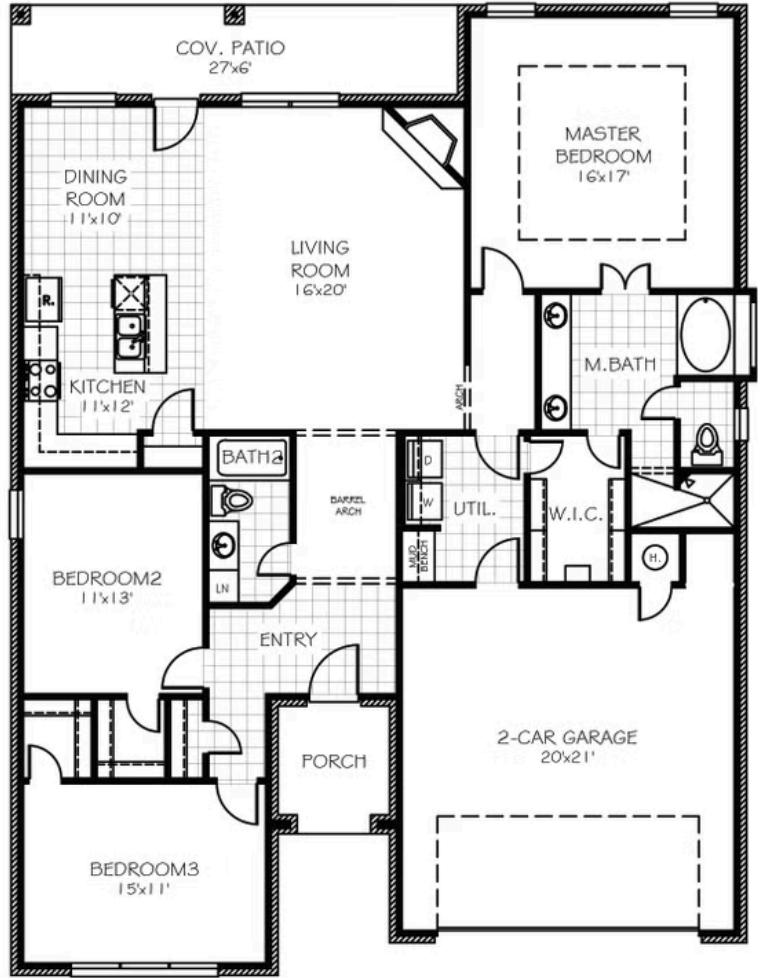 COV. PATIO
27'x6'
MASTER
BEDROOM
16'x17'
DINING
ROOM
11'x10'
LIVING
ROOM
16'x20'
R.
M.BATH
KITCHEN
11'x12'
ARCH
BATH2
D
W
UTIL.
BARREL
ARCH
W.I.C.
MUD
BENCH
H.
LN
BEDROOM2
11'x13'
ENTRY
PORCH
2-CAR GARAGE
20'x21'
BEDROOM3
15'x11'